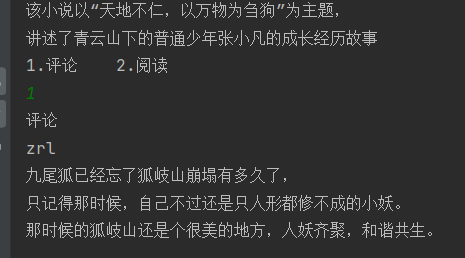 该小说以“天地不仁，以万物为刍狗”为主题，
讲述了青云山下的普通少年张小凡的成长经历故事
1.评论    2.阅读
1
评论
zrl
九尾狐已经忘了狐岐山崩塌有多久了，
只记得那时候，自己不过还是只人形都修不成的小妖。
那时候的狐岐山还是个很美的地方，人妖齐聚，和谐共生。